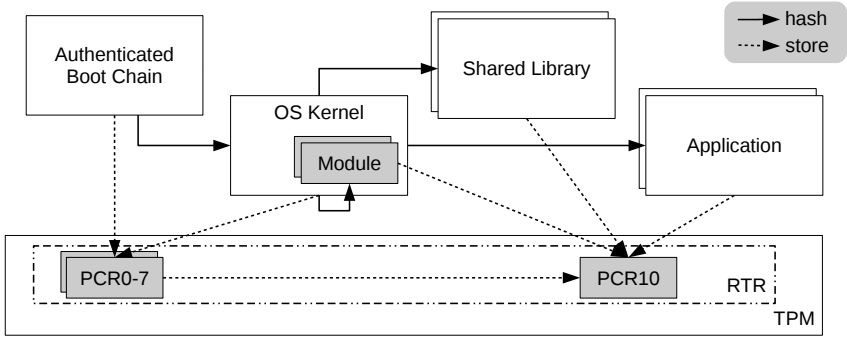 hash
store
Authenticated
Boot Chain
Shared Library
OS Kernel
Module
Application
PCR0-7
PCR10
RTR
TPM